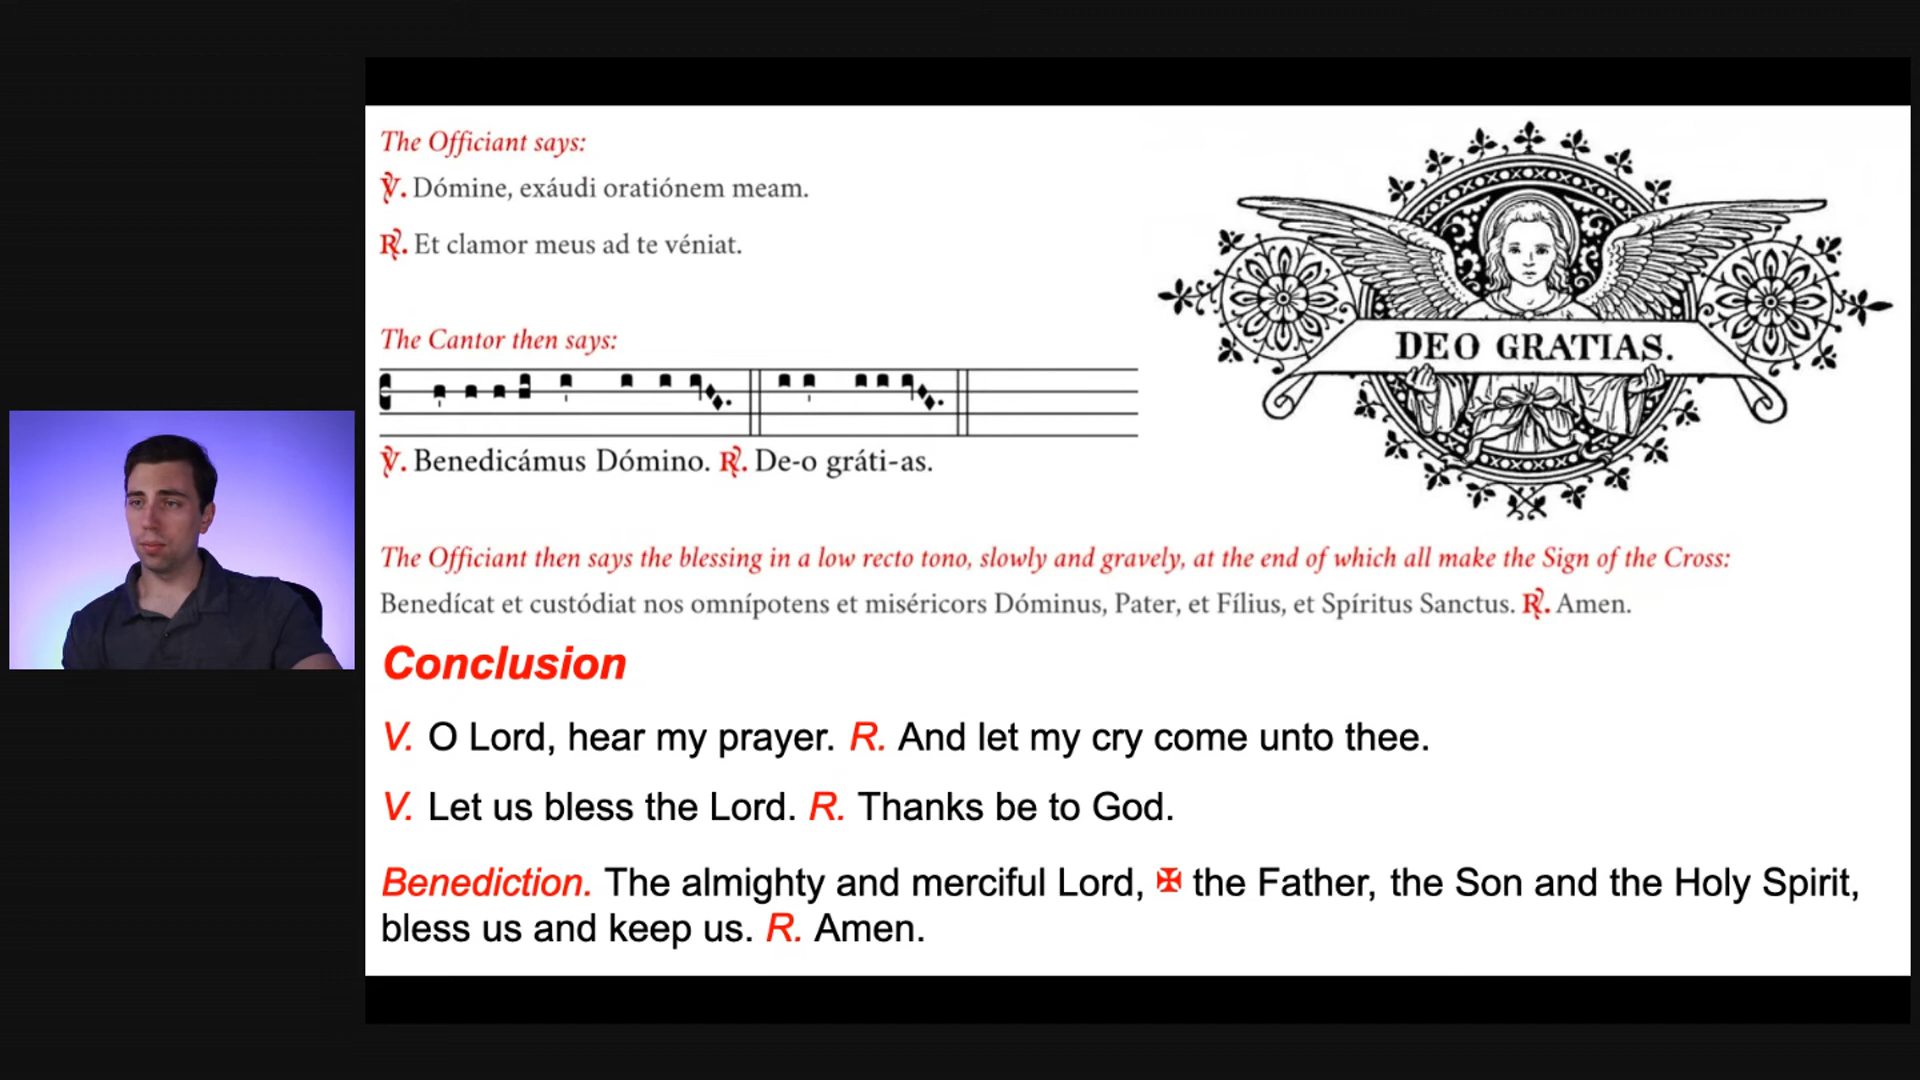 The Officiant says:
℣. Dómine, exáudi oratiónem meam.
℟. Et clamor meus ad te véniat.
The Cantor then says:
℣. Benedicámus Dómino. ℟. De-o gráti-as.
DEO GRATIAS.
The Officiant then says the blessing in a low recto tono, slowly and gravely, at the end of which all make the Sign of the Cross:
Benedícat et custódiat nos omnípotens et miséricors Dóminus, Pater, et Fílius, et Spíritus Sanctus. ℟. Amen.
Conclusion
V. O Lord, hear my prayer. R. And let my cry come unto thee.
V. Let us bless the Lord. R. Thanks be to God.
Benediction. The almighty and merciful Lord, ✠ the Father, the Son and the Holy Spirit,
bless us and keep us. R. Amen.